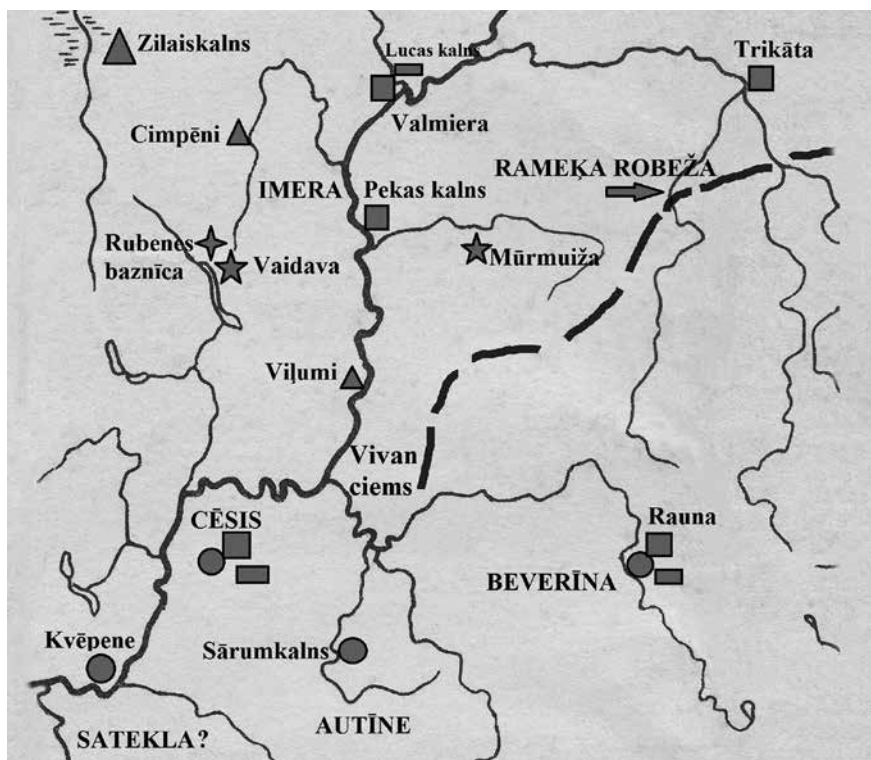 Zilaiskalns
Lucas kalns
Trikāta
Valmiera
Cimpēni
RAMEĶA ROBEŽA
IMERA
Pekas kalns
Rubenes
baznīca
Vaidava
Mūrmuiža
Viļumi
Vivan
ciems
CĒSIS
Rauna
BEVERĪNA
Kvēpene
Sārumkalns
SATEKLA?
AUTĪNE